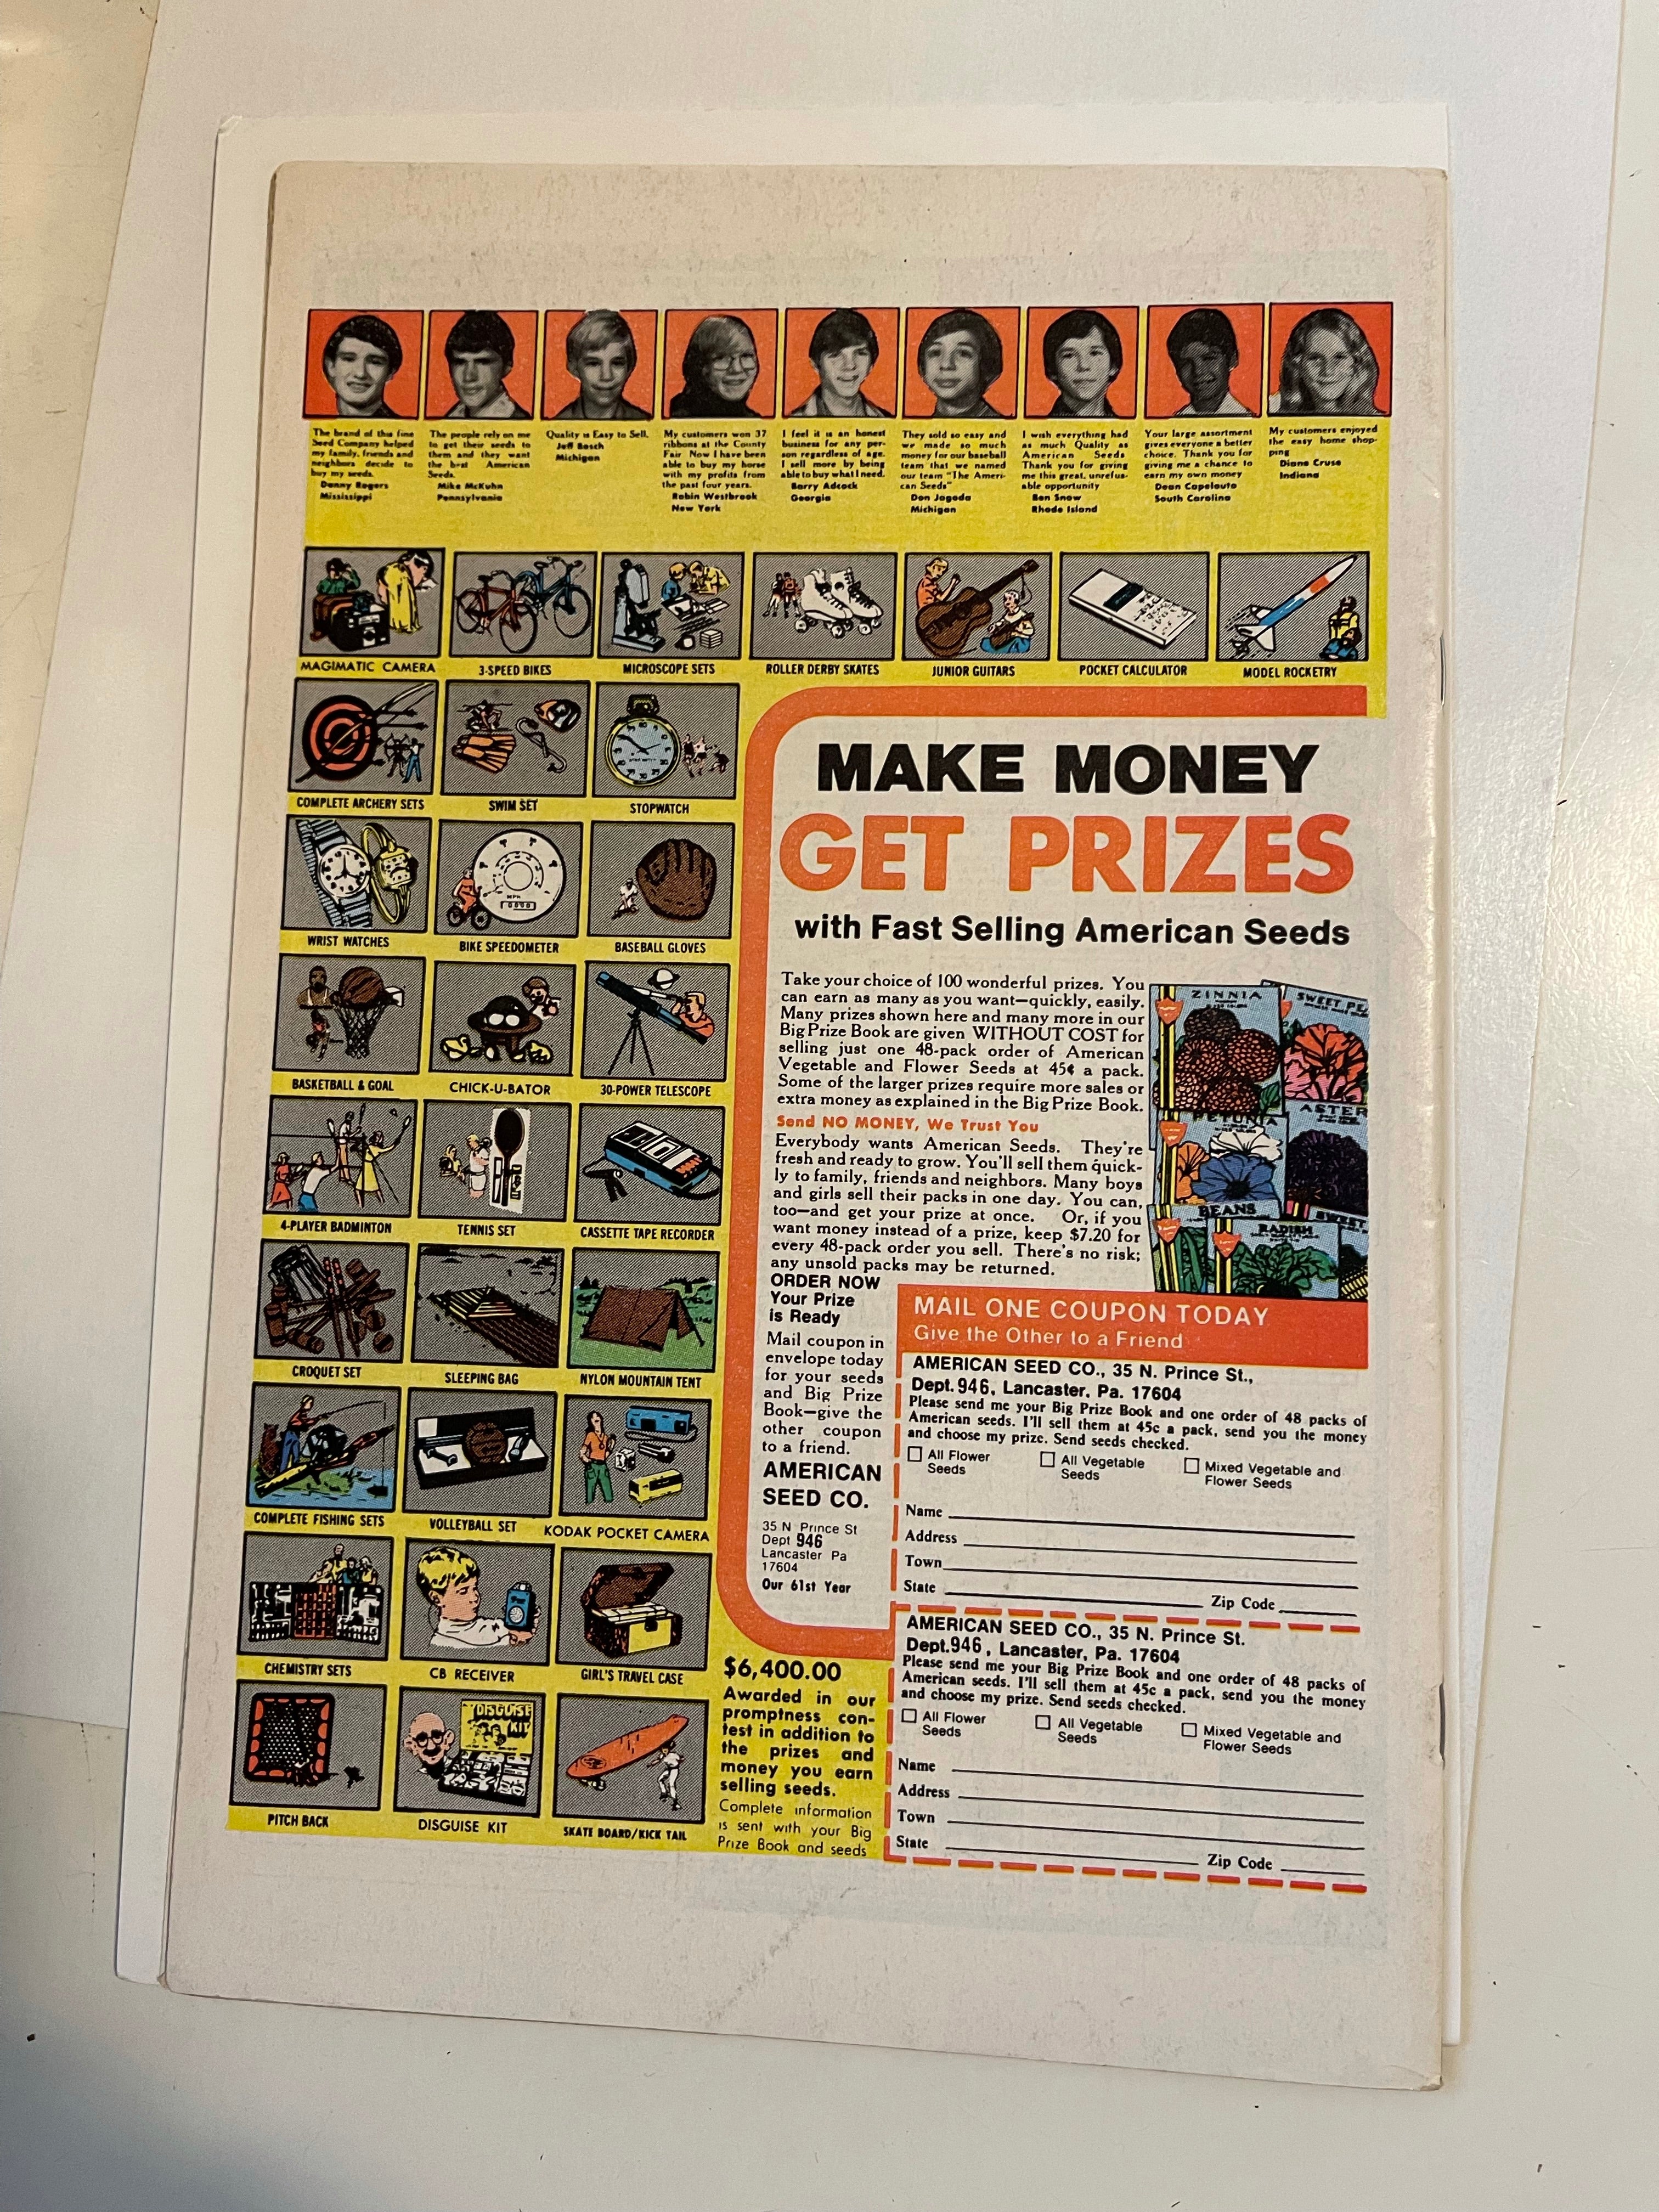 The brand of this fine
Seed Company helped
my family, friends and
neighbors decide to
buy my seeds.
Danny Rogers
Mississippi
The people rely on me
to get their seeds to
them and they want
the best American
Seeds.
Mike McKuhn
Pennsylvania
Quality is Easy to Sell.
Jeff Bosch
Michigan
My customers won 37
ribbons at the County
Fair Now I have been
able to buy my horse
with my profits from
the past four years.
Robin Westbrook
New York
I feel it is an honest
business for any per-
son regardless of age.
I sell more by being
able to buy what I need.
Barry Adcock
Georgia
They sold so easy and
we made so much
money for our baseball
team that we named
our team "The Ameri-
can Seeds"
Don Jagoda
Michigan
I wish everything had
as much Quality as
American Seeds
Thank you for giving
me this great, unrefus-
able opportunity
Ben Snow
Rhode Island
Your large assortment
gives everyone a better
choice. Thank you for
giving me a chance to
earn my own money
Dean Capelouto
South Carolina
My customers enjoyed
the easy home shop-
ping
Diane Cruse
Indiana
MAGIMATIC CAMERA
3-SPEED BIKES
MICROSCOPE SETS
ROLLER DERBY SKATES
JUNIOR GUITARS
POCKET CALCULATOR
MODEL ROCKETRY
COMPLETE ARCHERY SETS
SWIM SET
STOPWATCH
WRIST WATCHES
MPH
BIKE SPEEDOMETER
BASEBALL GLOVES
BASKETBALL & GOAL
CHICK-U-BATOR
30-POWER TELESCOPE
4-PLAYER BADMINTON
TENNIS SET
CASSETTE TAPE RECORDER
CROQUET SET
SLEEPING BAG
NYLON MOUNTAIN TENT
COMPLETE FISHING SETS
VOLLEYBALL SET
KODAK POCKET CAMERA
CHEMISTRY SETS
CB RECEIVER
GIRL'S TRAVEL CASE
PITCH BACK
DISGUISE
KIT
DISGUISE KIT
SKATE BOARD/KICK TAIL
MAKE MONEY
GET PRIZES
with Fast Selling American Seeds
Take your choice of 100 wonderful prizes. You
can earn as many as you want—quickly, easily.
Many prizes shown here and many more in our
Big Prize Book are given WITHOUT COST for
selling just one 48-pack order of American
Vegetable and Flower Seeds at 45¢ a pack.
Some of the larger prizes require more sales or
extra money as explained in the Big Prize Book.
Send NO MONEY, We Trust You
Everybody wants American Seeds. They're
fresh and ready to grow. You'll sell them quick-
ly to family, friends and neighbors. Many boys
and girls sell their packs in one day. You can,
too—and get your prize at once. Or, if you
want money instead of a prize, keep $7.20 for
every 48-pack order you sell. There's no risk;
any unsold packs may be returned.
ZINNIA
SWEET PE
PETUNIA
ASTER
BEANS
RADISH
SWEET
ORDER NOW
Your Prize
is Ready
Mail coupon in
envelope today
for your seeds
and Big Prize
Book—give the
other coupon
to a friend.
AMERICAN
SEED CO.
35 N Prince St
Dept 946
Lancaster Pa
17604
Our 61st Year
MAIL ONE COUPON TODAY
Give the Other to a Friend
AMERICAN SEED CO., 35 N. Prince St.,
Dept. 946, Lancaster, Pa. 17604
Please send me your Big Prize Book and one order of 48 packs of
American seeds. I'll sell them at 45c a pack, send you the money
and choose my prize. Send seeds checked.
All Flower
Seeds
All Vegetable
Seeds
Mixed Vegetable and
Flower Seeds
Name
Address
Town
State Zip Code
AMERICAN SEED CO., 35 N. Prince St.
Dept.946, Lancaster, Pa. 17604
Please send me your Big Prize Book and one order of 48 packs of
American seeds. I'll sell them at 45c a pack, send you the money
and choose my prize. Send seeds checked.
All Flower
Seeds
All Vegetable
Seeds
Mixed Vegetable and
Flower Seeds
Name
Address
Town
State Zip Code
$6,400.00
Awarded in our
promptness con-
test in addition to
the prizes and
money you earn
selling seeds.
Complete information
is sent with your Big
Prize Book and seeds